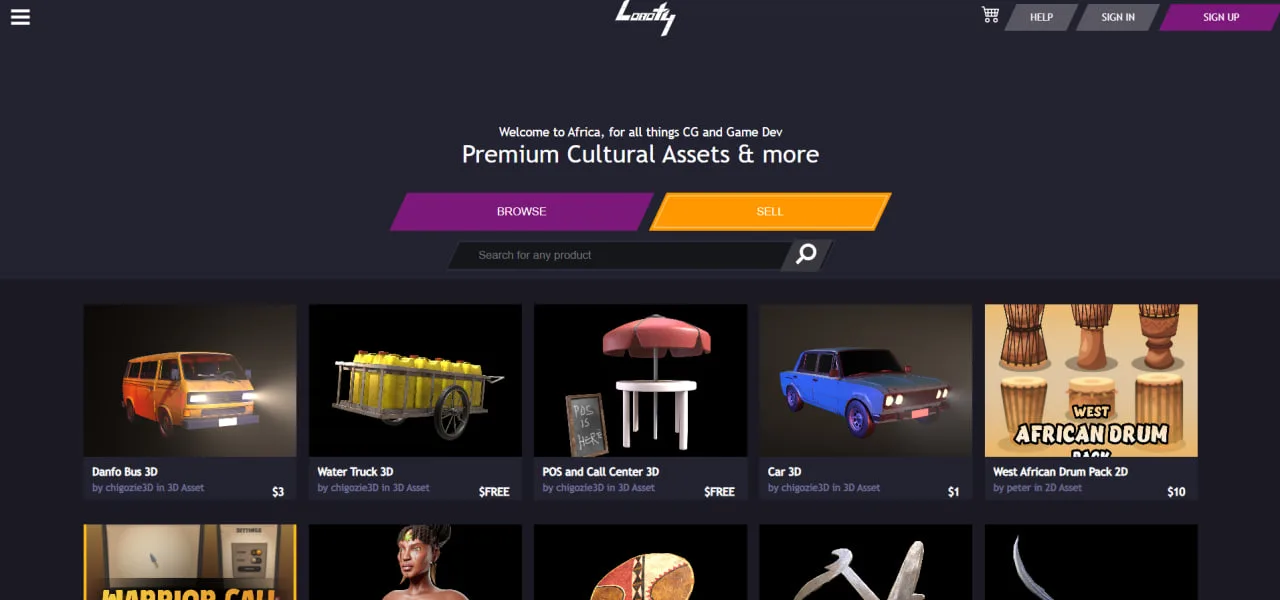 LOBOTY
HELP
SIGN IN
SIGN UP
Welcome to Africa, for all things CG and Game Dev
Premium Cultural Assets & more
BROWSE
SELL
Search for any product
POS
IS
HERE
WEST
AFRICAN DRUM
PACK
Danfo Bus 3D
by chigozie3D in 3D Asset
$3
Water Truck 3D
by chigozie3D in 3D Asset
$FREE
POS and Call Center 3D
by chigozie3D in 3D Asset
$FREE
Car 3D
by chigozie3D in 3D Asset
$1
West African Drum Pack 2D
by peter in 2D Asset
$10
SETTINGS
WARRIOR CALL